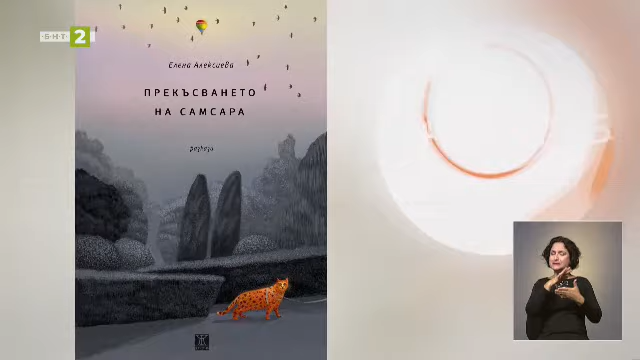 БНТ 2
Елена Алексиева
ПРЕКЪСВАНЕТО
НА САМСАРА
разкази